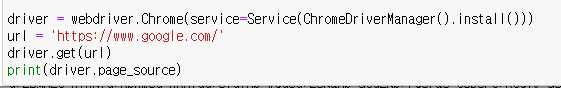 driver = webdriver.Chrome(service=Service(ChromeDriverManager().install()))
url = 'https://www.google.com/'
driver.get(url)
print(driver.page_source)